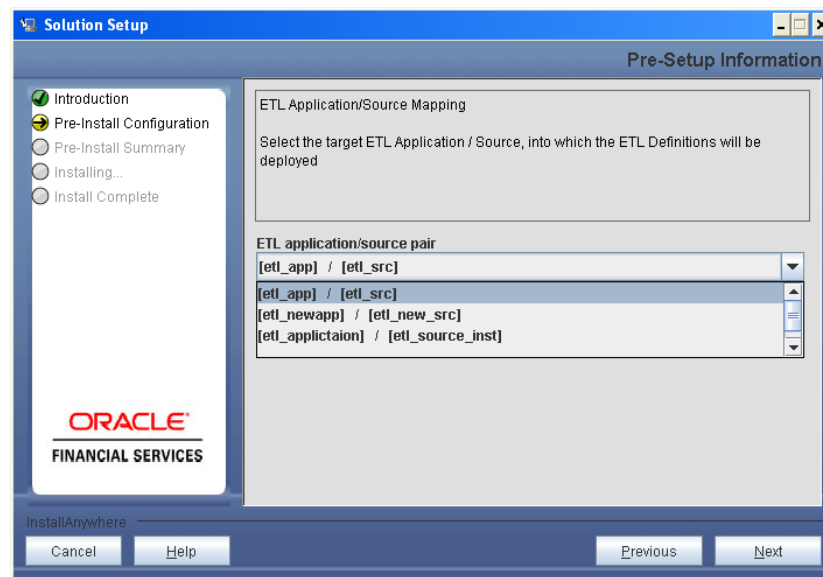 Solution Setup
Pre-Setup Information
Introduction
Pre-Install Configuration
Pre-Install Summary
Installing...
Install Complete
ORACLE
FINANCIAL SERVICES
ETL Application/Source Mapping
Select the target ETL Application / Source, into which the ETL Definitions will be
deployed
ETL application/source pair
[etl_app] / [etl_src]
[etl_app] / [etl_src]
[etl_newapp] / [etl_new_src]
[etl_applictaion] / [etl_source_inst]
InstallAnywhere
Cancel Help Previous Next